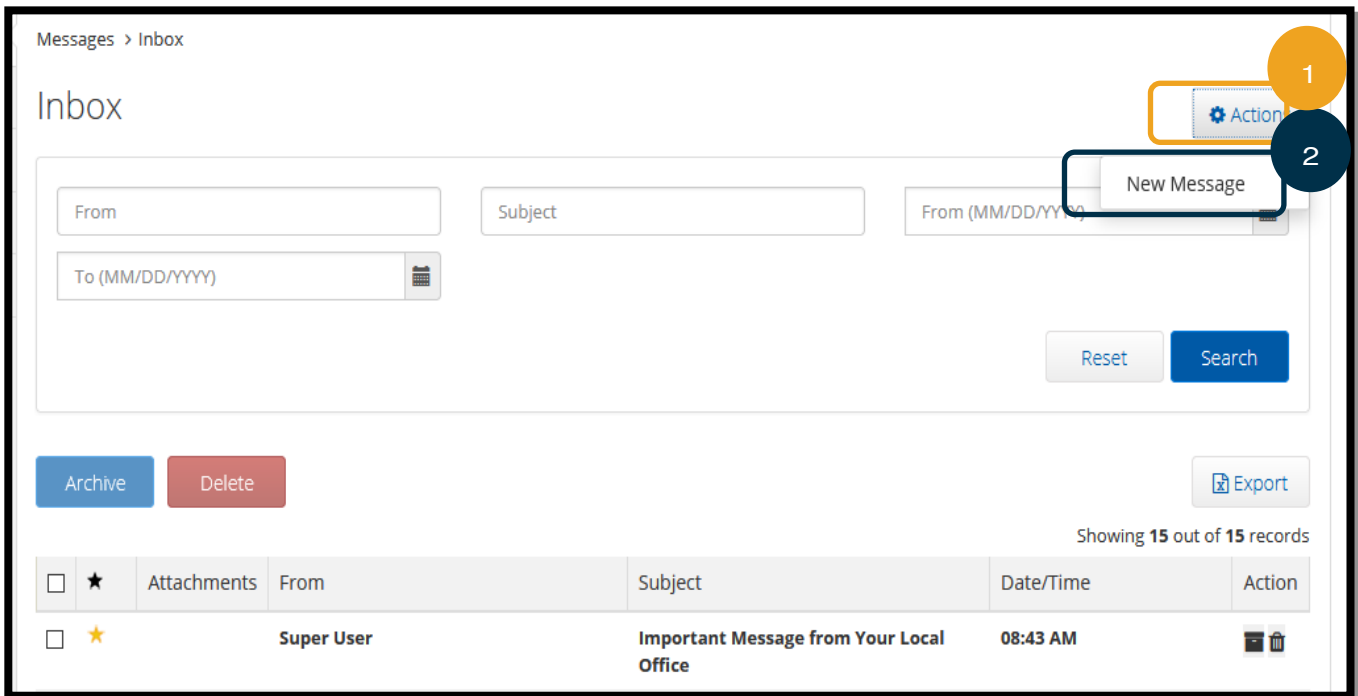 Messages > Inbox
1
Inbox
Action
2
New Message
From
Subject
From (MM/DD/YYYY)
To (MM/DD/YYYY)
Reset
Search
Archive
Delete
Export
Showing 15 out of 15 records
Attachments From Subject Date/Time Action
Super User Important Message from Your Local 08:43 AM
Office